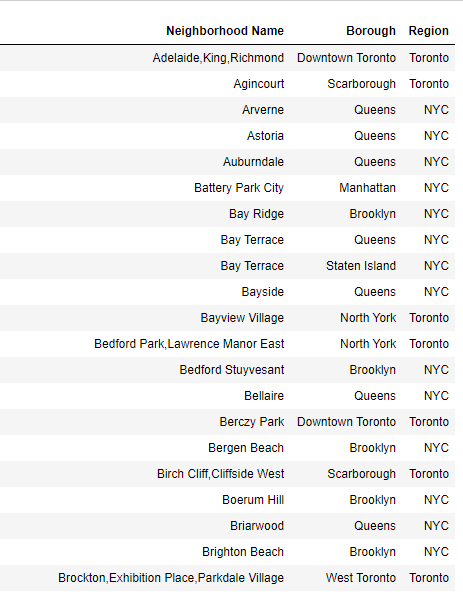 Neighborhood Name Borough Region
Adelaide,King,Richmond Downtown Toronto Toronto
Agincourt Scarborough Toronto
Arverne Queens NYC
Astoria Queens NYC
Auburndale Queens NYC
Battery Park City Manhattan NYC
Bay Ridge Brooklyn NYC
Bay Terrace Queens NYC
Bay Terrace Staten Island NYC
Bayside Queens NYC
Bayview Village North York Toronto
Bedford Park,Lawrence Manor East North York Toronto
Bedford Stuyvesant Brooklyn NYC
Bellaire Queens NYC
Berczy Park Downtown Toronto Toronto
Bergen Beach Brooklyn NYC
Birch Cliff,Cliffside West Scarborough Toronto
Boerum Hill Brooklyn NYC
Briarwood Queens NYC
Brighton Beach Brooklyn NYC
Brockton,Exhibition Place,Parkdale Village West Toronto Toronto